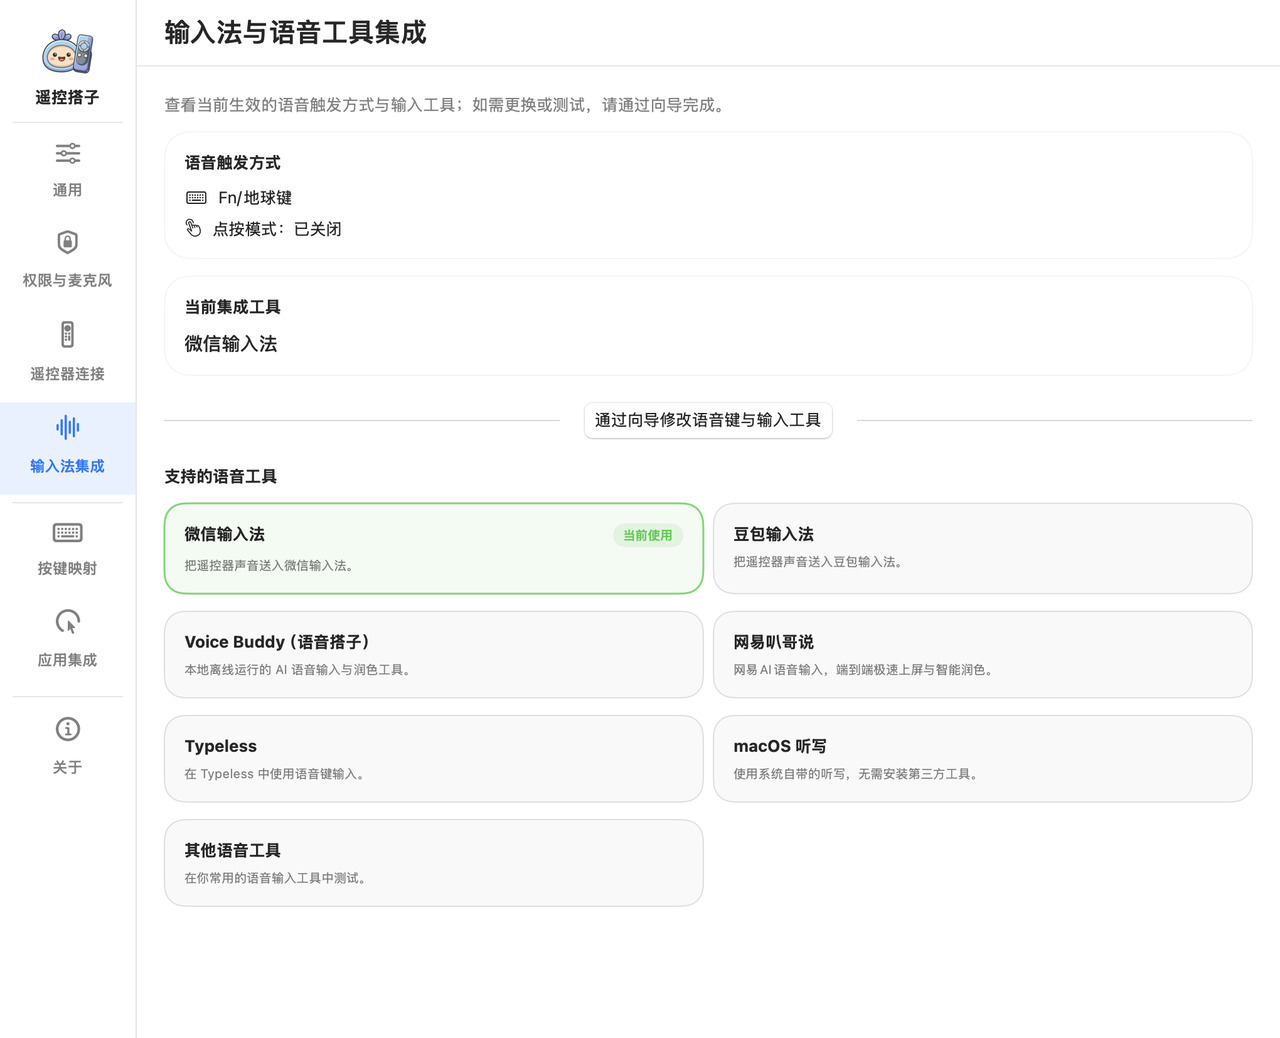 遥控搭子
通用
权限与麦克风
遥控器连接
输入法集成
按键映射
应用集成
关于
输入法与语音工具集成
查看当前生效的语音触发方式与输入工具；如需更换或测试，请通过向导完成。
语音触发方式
Fn/地球键
点按模式：已关闭
当前集成工具
微信输入法
通过向导修改语音键与输入工具
支持的语音工具
微信输入法
当前使用
把遥控器声音送入微信输入法。
豆包输入法
把遥控器声音送入豆包输入法。
Voice Buddy（语音搭子）
本地离线运行的 AI 语音输入与润色工具。
网易叭哥说
网易AI语音输入，端到端极速上屏与智能润色。
Typeless
在 Typeless 中使用语音键输入。
macOS 听写
使用系统自带的听写，无需安装第三方工具。
其他语音工具
在你常用的语音输入工具中测试。